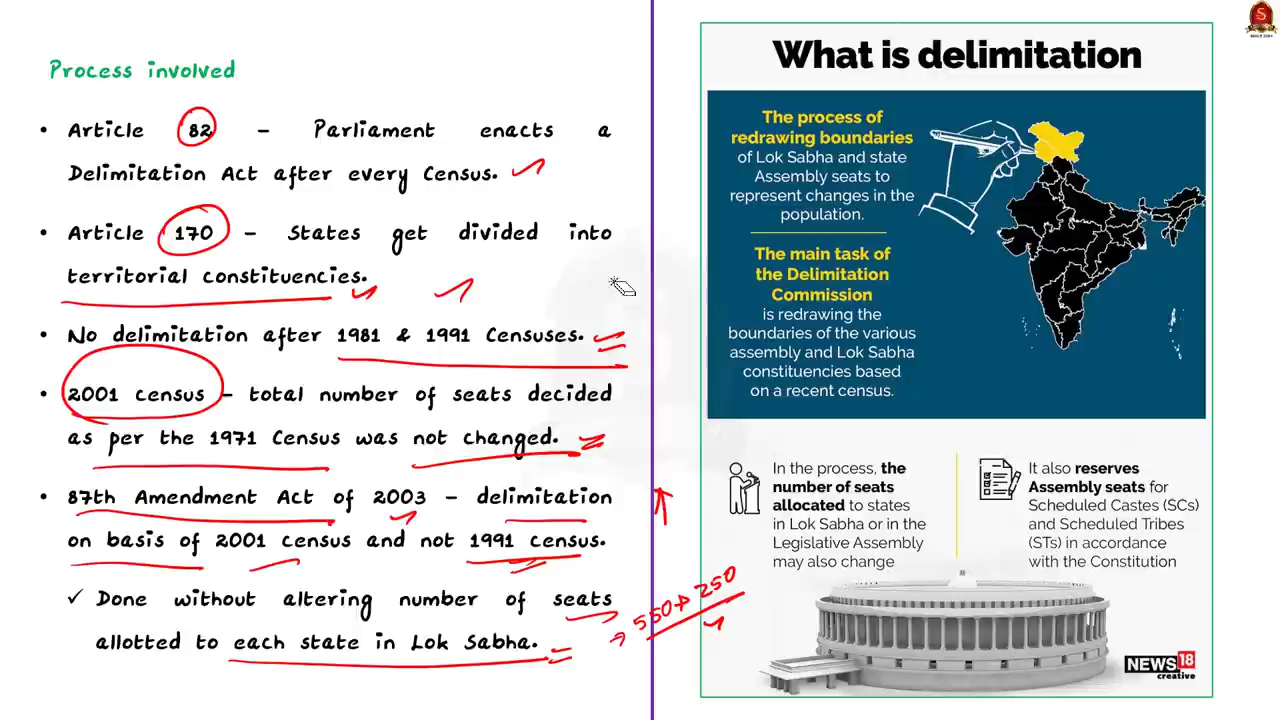 Process involved
• Article 82 – Parliament enacts a
Delimitation Act after every Census.
• Article 170 – States get divided into
territorial constituencies.
• No delimitation after 1981 & 1991 Censuses.
• 2001 census – total number of seats decided
as per the 1971 Census was not changed.
• 87th Amendment Act of 2003 – delimitation
on basis of 2001 census and not 1991 census.
✓ Done without altering number of seats
allotted to each state in Lok Sabha.
What is delimitation
The process of
redrawing boundaries
of Lok Sabha and state
Assembly seats to
represent changes in the
population.
The main task of
the Delimitation
Commission
is redrawing the
boundaries of the various
assembly and Lok Sabha
constituencies based
on a recent census.
In the process, the
number of seats
allocated to states
in Lok Sabha or in the
Legislative Assembly
may also change
It also reserves
Assembly seats for
Scheduled Castes (SCs)
and Scheduled Tribes
(STs) in accordance
with the Constitution
NEWS 18
creative